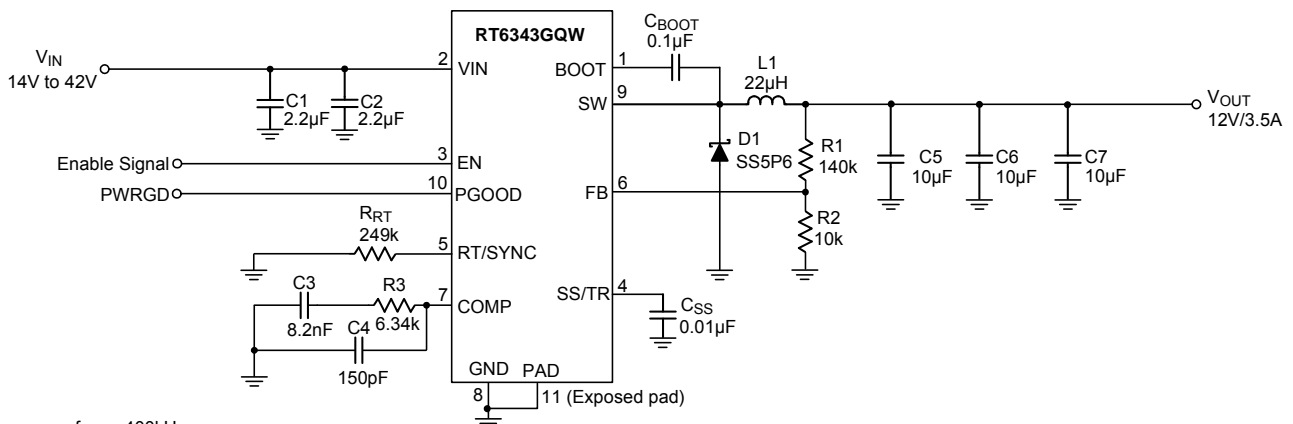 RT6343GQW
VIN
14V to 42V
C1
2.2µF
C2
2.2µF
2
VIN
Enable Signal
3
EN
PWRGD
10
PGOOD
RRT
249k
5
RT/SYNC
C3
8.2nF
R3
6.34k
7
COMP
C4
150pF
GND
8
PAD
11 (Exposed pad)
BOOT
1
CBOOT
0.1µF
SW
9
L1
22µH
D1
SS5P6
R1
140k
FB
6
R2
10k
SS/TR
4
CSS
0.01µF
C5
10µF
C6
10µF
C7
10µF
VOUT
12V/3.5A